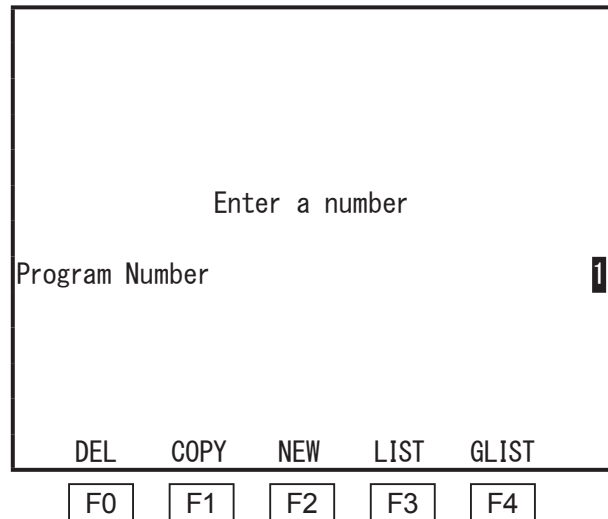 Enter a number
Program Number 1
DEL COPY NEW LIST GLIST
F0 F1 F2 F3 F4